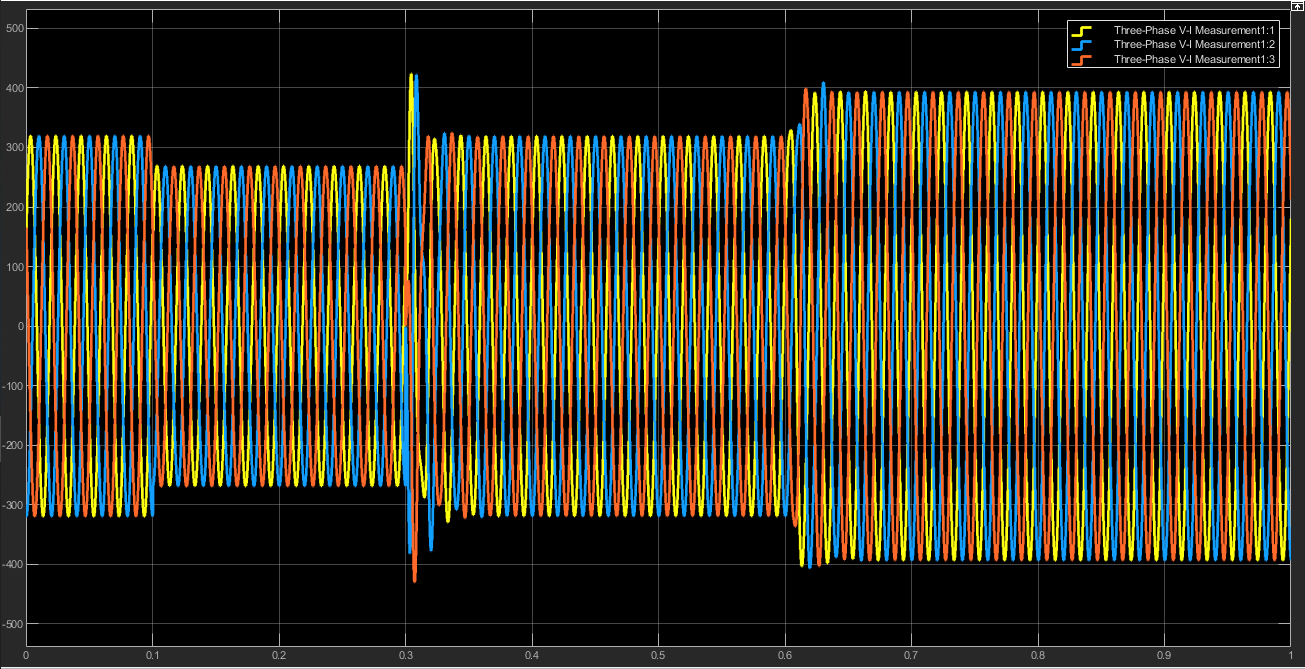 Three-Phase V-I Measurement1:1
Three-Phase V-I Measurement1:2
Three-Phase V-I Measurement1:3
500
400
300
200
100
0
-100
-200
-300
-400
-500
0 0.1 0.2 0.3 0.4 0.5 0.6 0.7 0.8 0.9 1